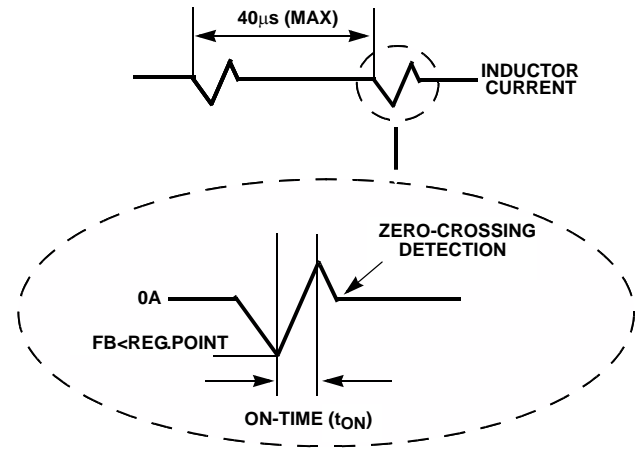 40μs (MAX)
INDUCTOR
CURRENT
ZERO-CROSSING
DETECTION
0A
FB<REG.POINT
ON-TIME (tON)